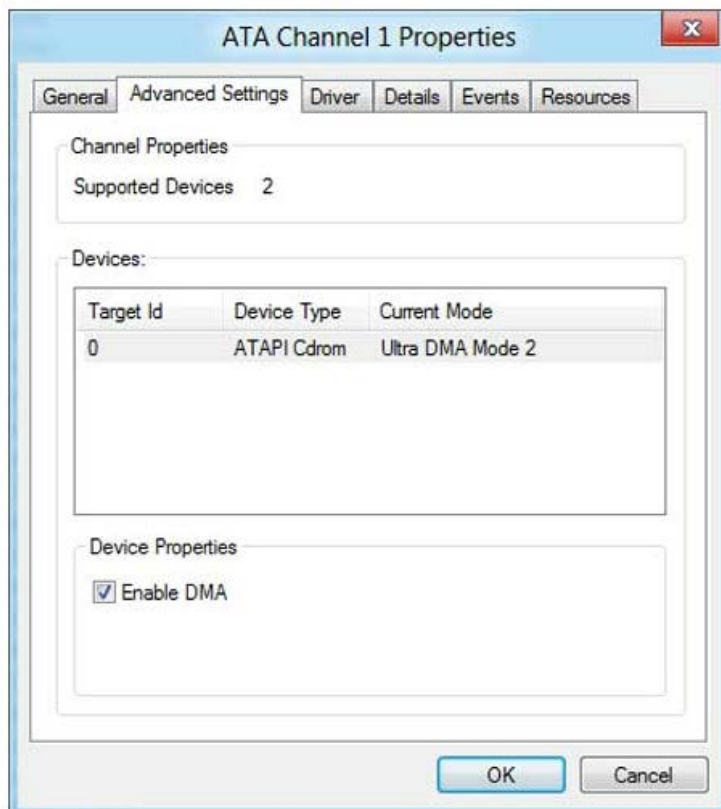 ATA Channel 1 Properties
x
General Advanced Settings Driver Details Events Resources
Channel Properties
Supported Devices 2
Devices:
Target Id Device Type Current Mode
0 ATAPI Cdrom Ultra DMA Mode 2
Device Properties
Enable DMA
OK Cancel